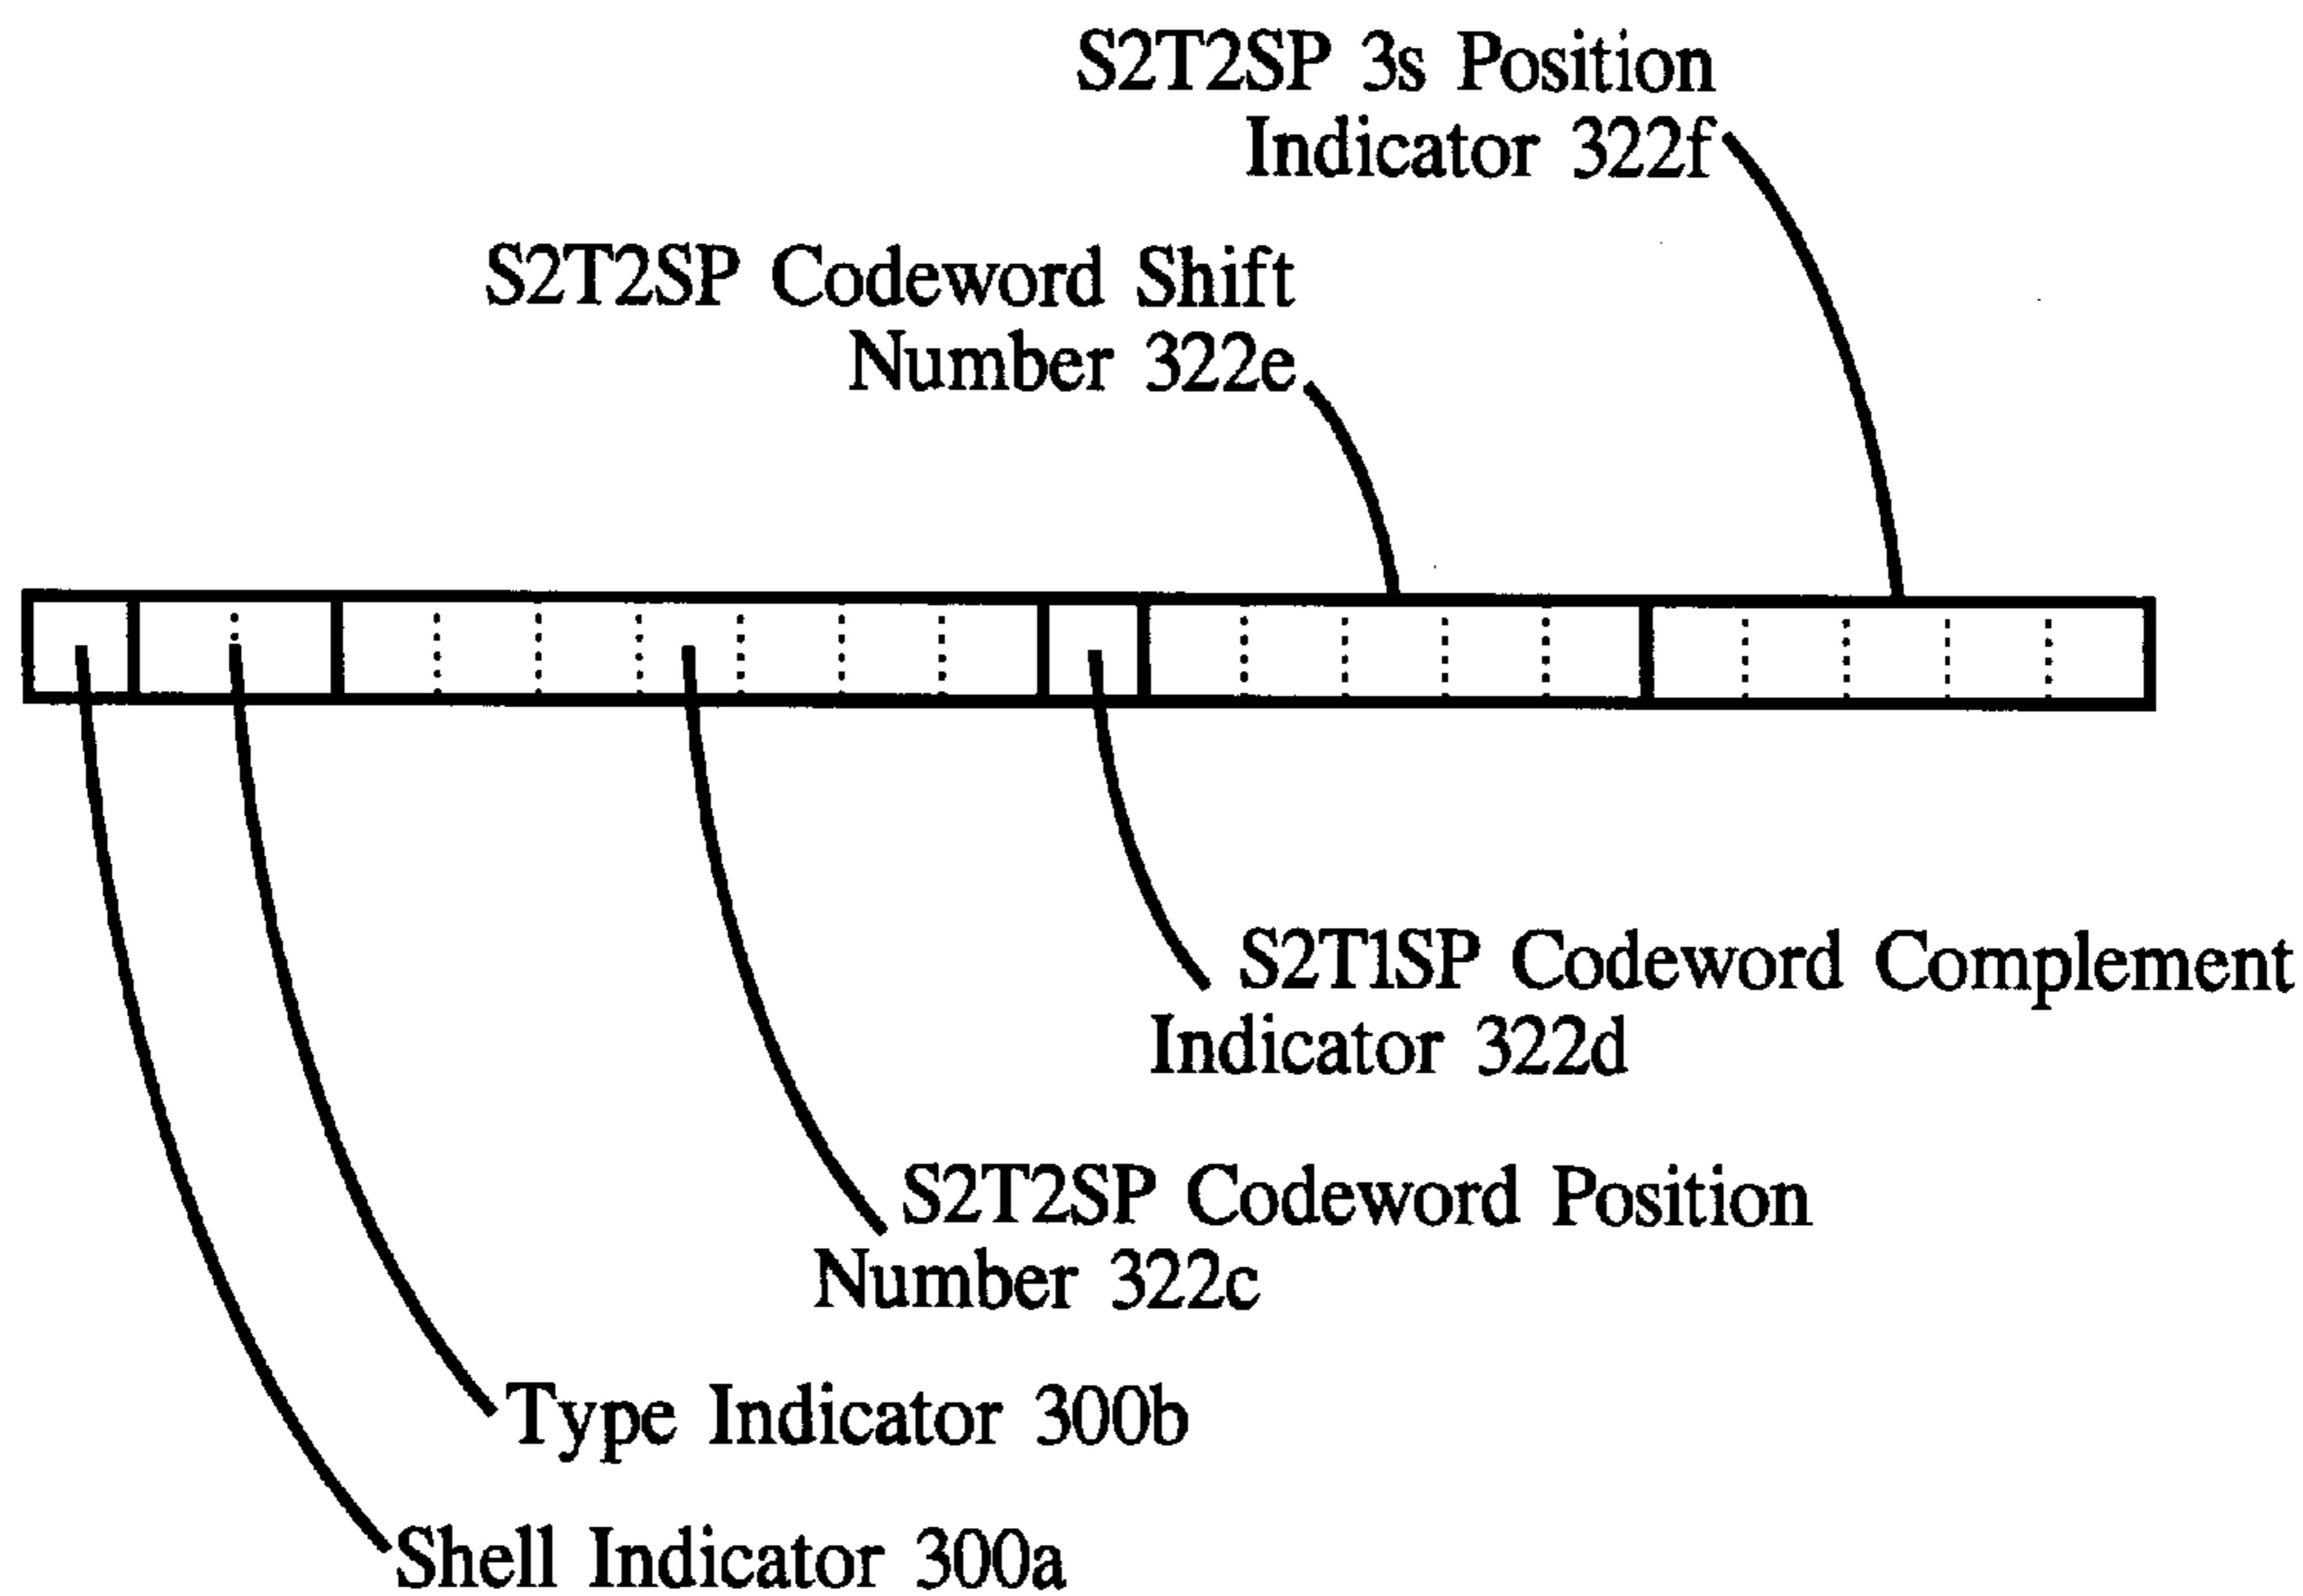 S2T2SP 3s Position
Indicator 322f
S2T2SP Codeword Shift
Number 322e
S2T1SP Codeword Complement
Indicator 322d
S2T2SP Codeword Position
Number 322c
Type Indicator 300b
Shell Indicator 300a